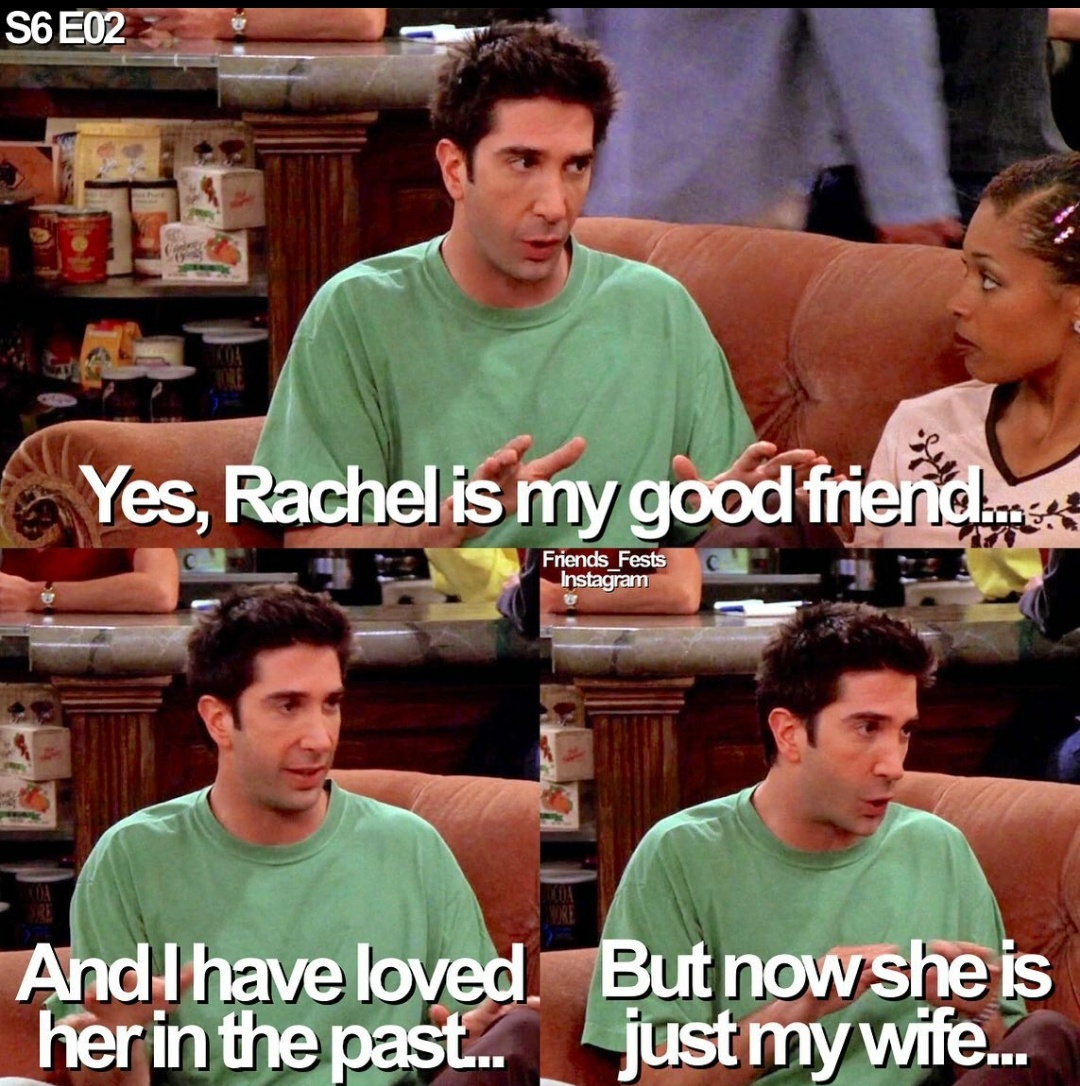 S6 E02
Yes, Rachel is my good friend...
Friends_Fests
Instagram
And I have loved
her in the past...
But now she is
just my wife...